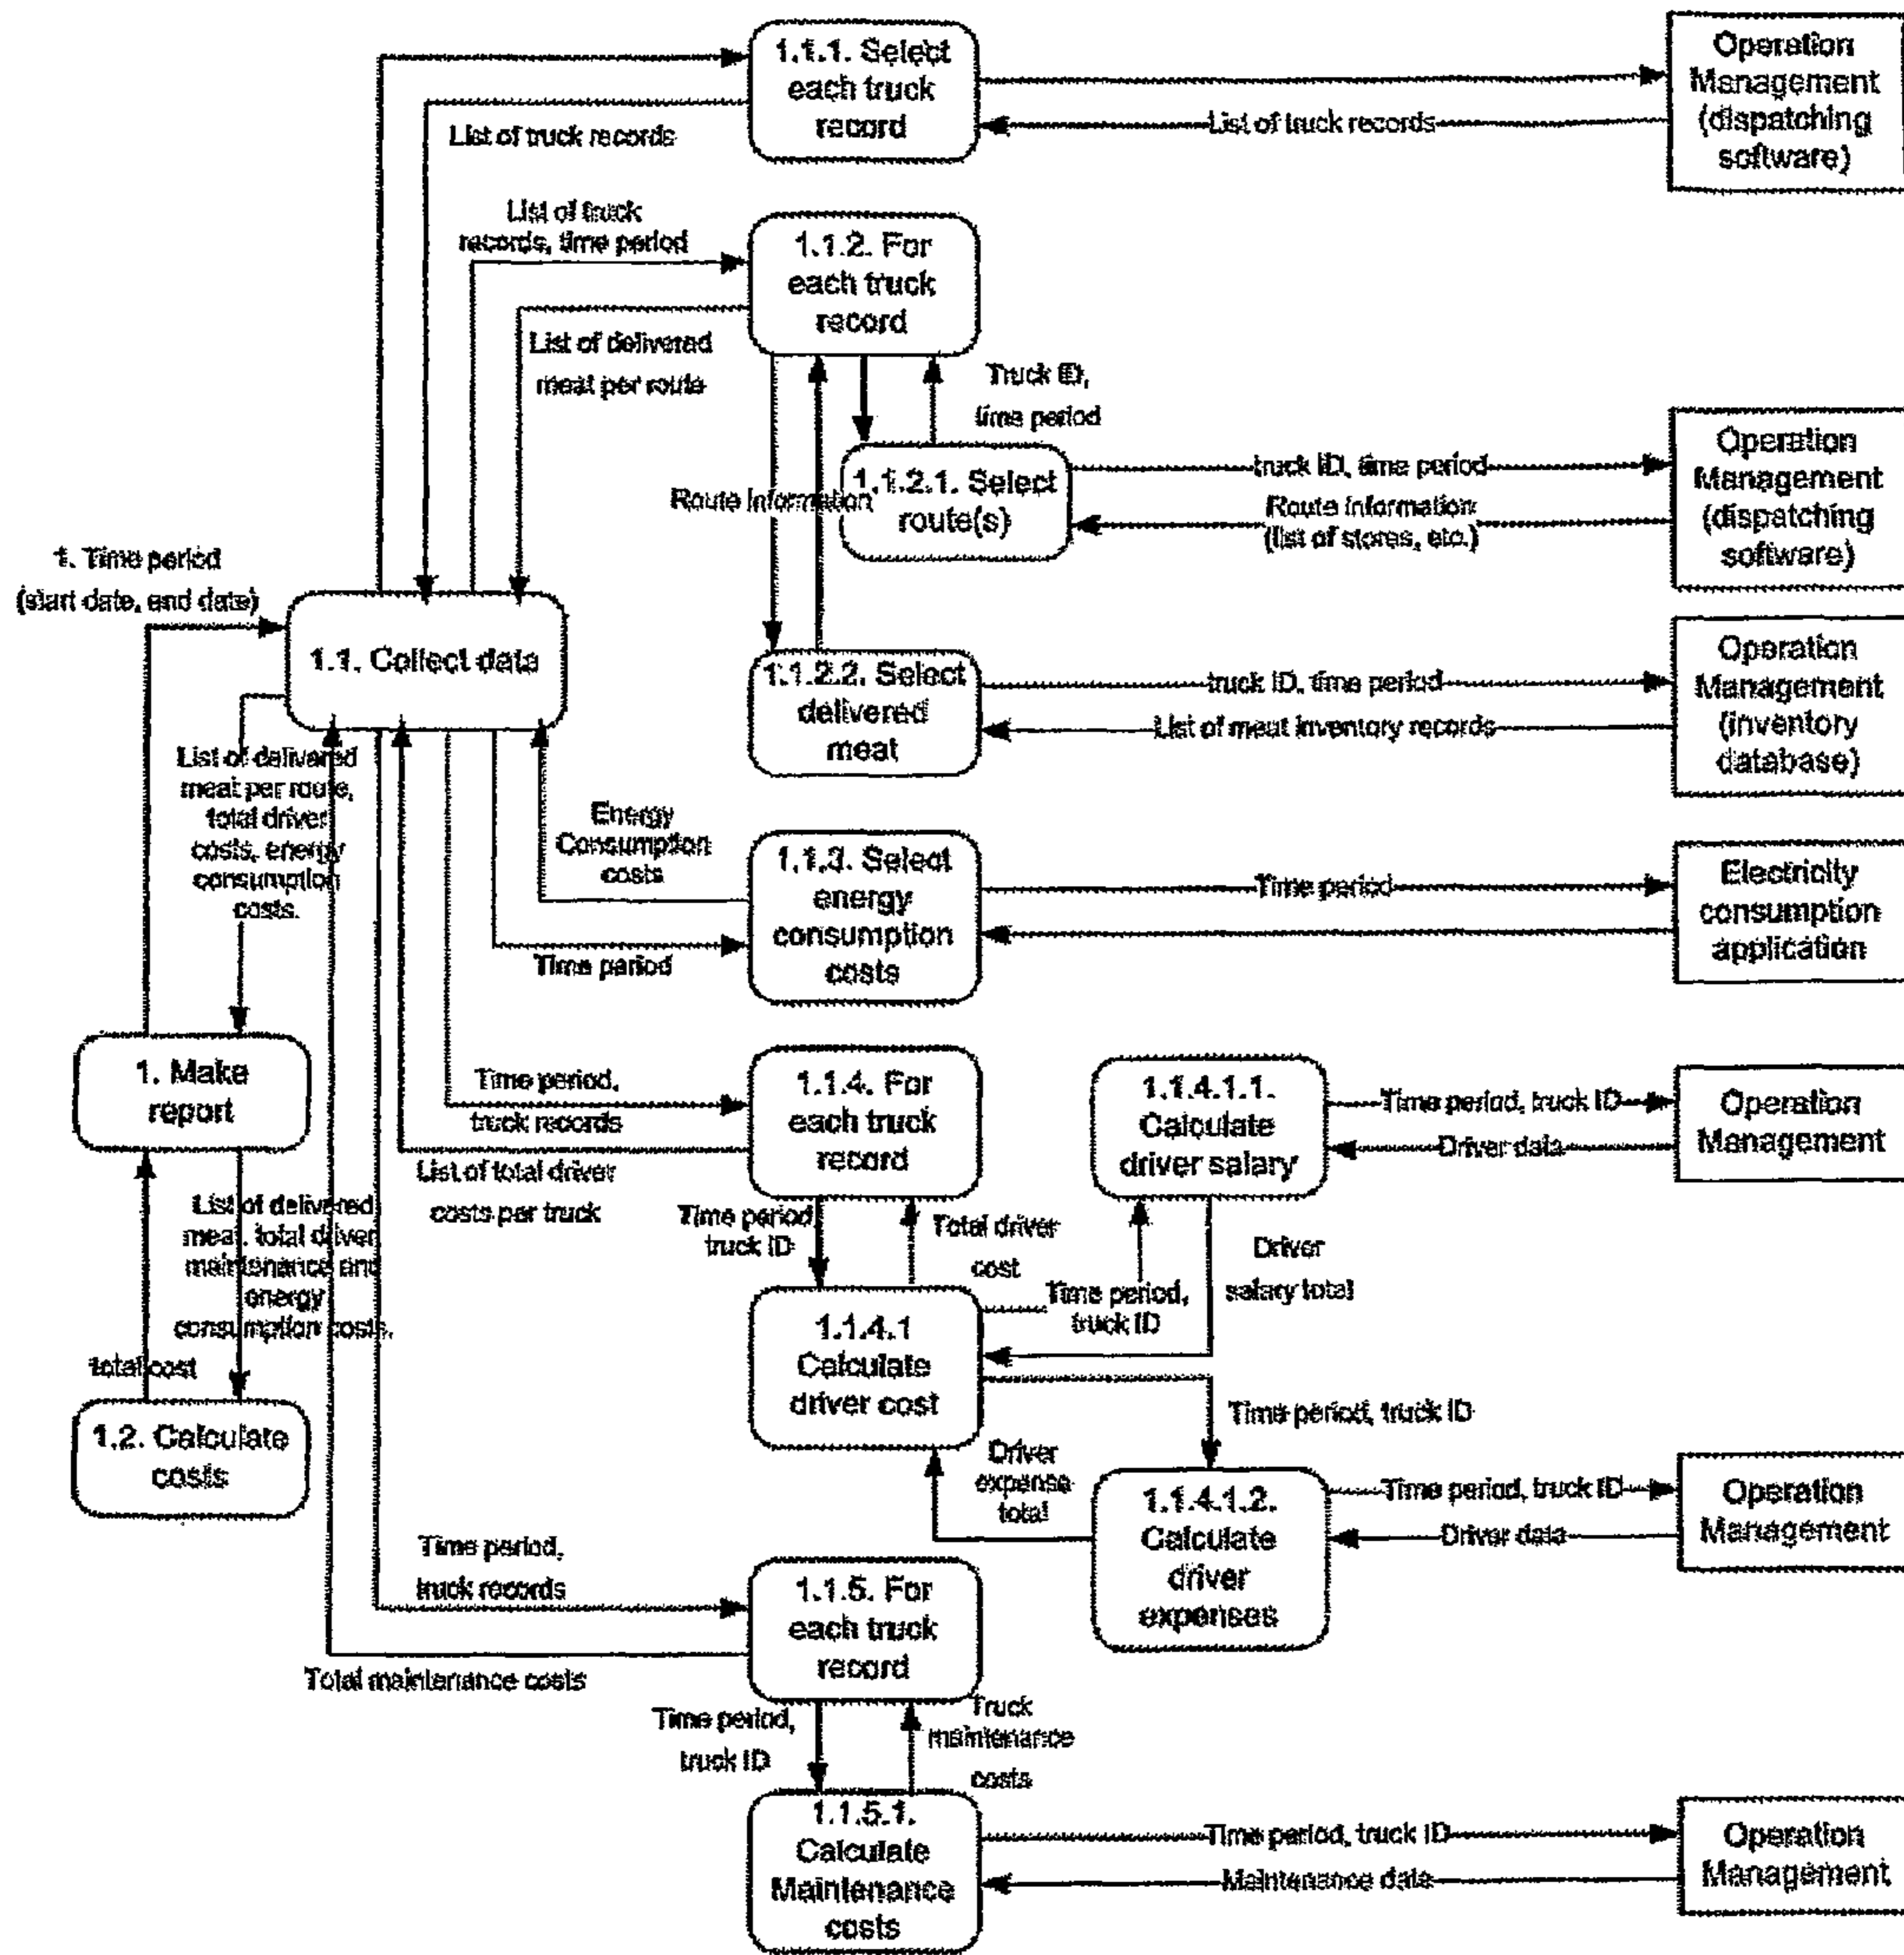 1.1.1. Select
each truck
record
Operation
Management
(dispatching
software)
List of truck records
List of truck records
List of truck
records, time period
1.1.2. For
each truck
record
List of delivered
meat per route
Truck ID,
time period
Route Information
1.1.2.1. Select
route(s)
truck ID, time period
Route information
(list of stores, etc.)
Operation
Management
(dispatching
software)
1. Time period
(start date, end date)
1.1. Collect data
1.1.2.2. Select
delivered
meat
truck ID, time period
List of meat inventory records
Operation
Management
(inventory
database)
List of delivered
meat per route,
total driver
costs, energy
consumption
costs.
Energy
Consumption
costs
Time period
1.1.3. Select
energy
consumption
costs
Time period
Electricity
consumption
application
1. Make
report
Time period,
truck records
List of total driver
costs per truck
1.1.4. For
each truck
record
1.1.4.1.1.
Calculate
driver salary
Time period, truck ID
Driver data
Operation
Management
List of delivered
meat, total driver
maintenance and
energy
consumption costs.
total cost
Time period,
truck ID
Total driver
cost
Time period,
truck ID
Driver
salary total
1.1.4.1
Calculate
driver cost
1.2. Calculate
costs
Time period, truck ID
Driver
expense
total
1.1.4.1.2.
Calculate
driver
expenses
Time period, truck ID
Driver data
Operation
Management
Time period,
truck records
1.1.5. For
each truck
record
Total maintenance costs
Time period,
truck ID
Truck
maintenance
costs
1.1.5.1.
Calculate
Maintenance
costs
Time period, truck ID
Maintenance data
Operation
Management